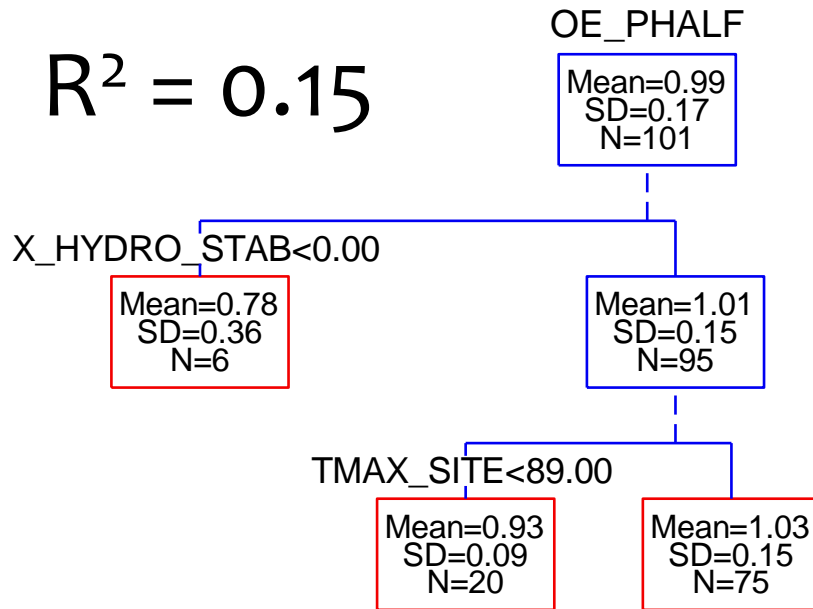 OE_PHALF
R² = 0.15
Mean=0.99
SD=0.17
N=101
X_HYDRO_STAB<0.00
Mean=0.78
SD=0.36
N=6
Mean=1.01
SD=0.15
N=95
TMAX_SITE<89.00
Mean=0.93
SD=0.09
N=20
Mean=1.03
SD=0.15
N=75